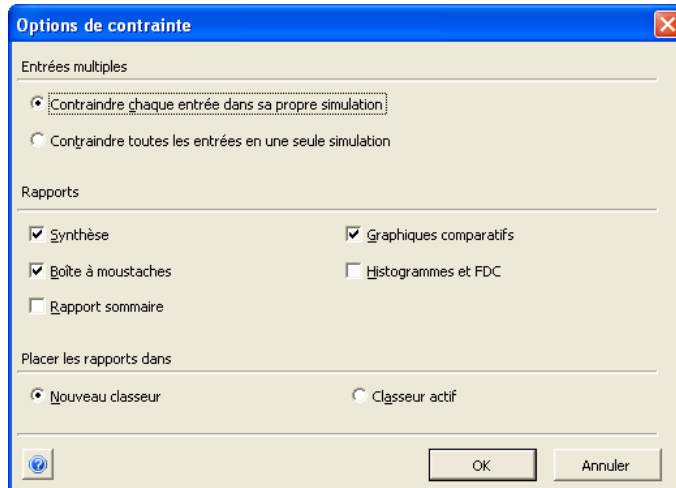 Options de contrainte
Entrées multiples
Contraindre chaque entrée dans sa propre simulation
Contraindre toutes les entrées en une seule simulation
Rapports
Synthèse
Graphiques comparatifs
Boîte à moustaches
Histogrammes et FDC
Rapport sommaire
Placer les rapports dans
Nouveau classeur
Classeur actif
OK
Annuler